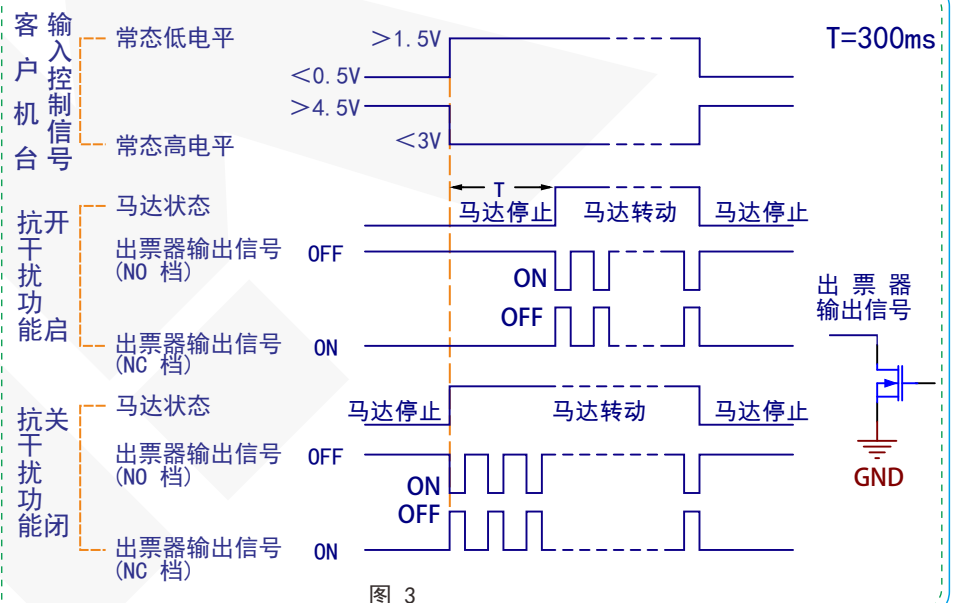 客户机台
输入控制信号
常态低电平
>1.5V
<0.5V
T=300ms
>4.5V
常态高电平
<3V
抗干扰功能
开启
马达状态
T
马达停止
马达转动
马达停止
出票器输出信号
(NO 档)
OFF
ON
OFF
出票器输出信号
(NC 档)
ON
出 票 器
输出信号
GND
抗干扰功能
关闭
马达状态
马达停止
马达转动
马达停止
出票器输出信号
(NO 档)
OFF
ON
OFF
出票器输出信号
(NC 档)
ON
图 3